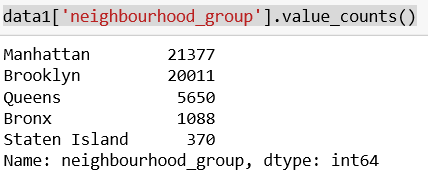 data1['neighbourhood_group'].value_counts()
Manhattan 21377
Brooklyn 20011
Queens 5650
Bronx 1088
Staten Island 370
Name: neighbourhood_group, dtype: int64